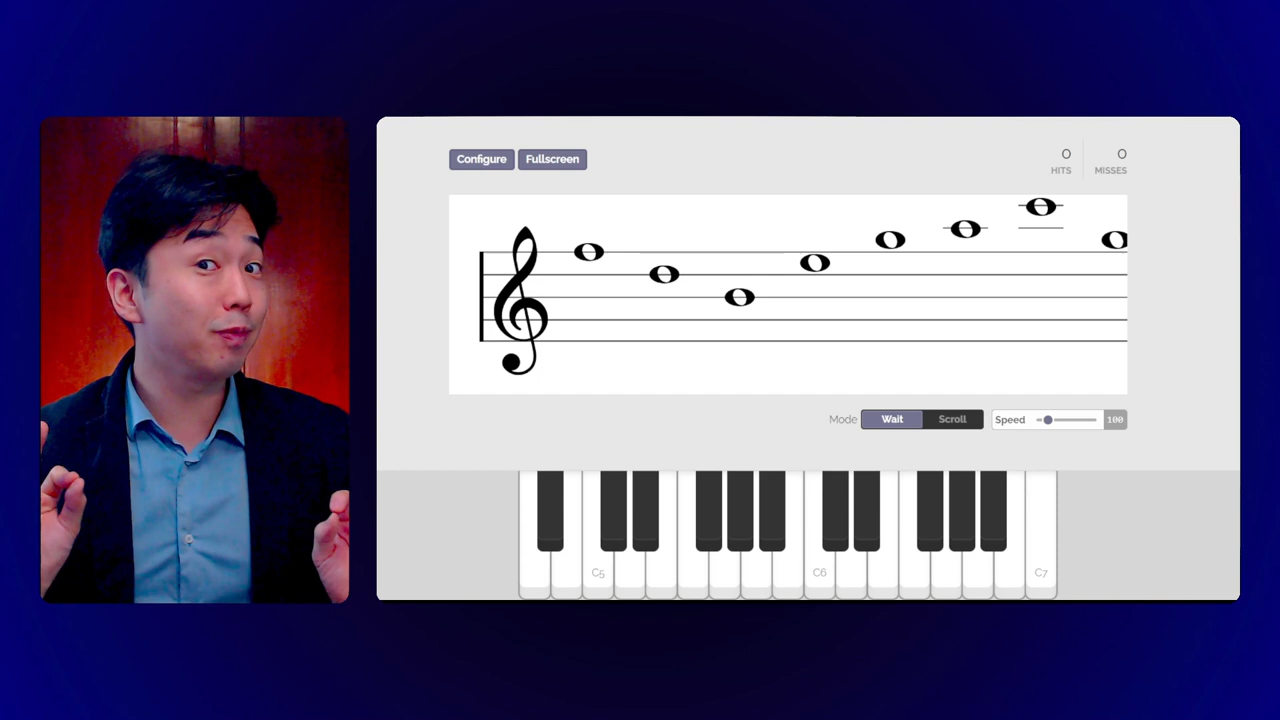 Configure Fullscreen
0 0
HITS MISSES
Mode Wait Scroll Speed 100
C5 C6 C7